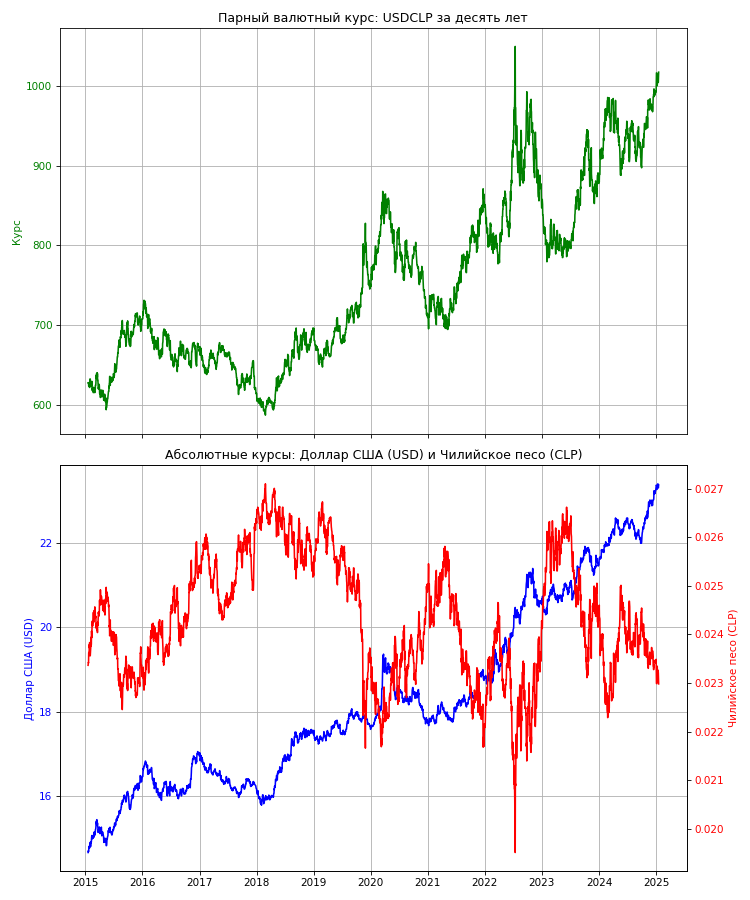 Парный валютный курс: USDCLP за десять лет
1000
900
800
700
600
Курс
Абсолютные курсы: Доллар США (USD) и Чилийское песо (CLP)
22
20
18
16
Доллар США (USD)
0.027
0.026
0.025
0.024
0.023
0.022
0.021
0.020
Чилийское песо (CLP)
2015 2016 2017 2018 2019 2020 2021 2022 2023 2024 2025